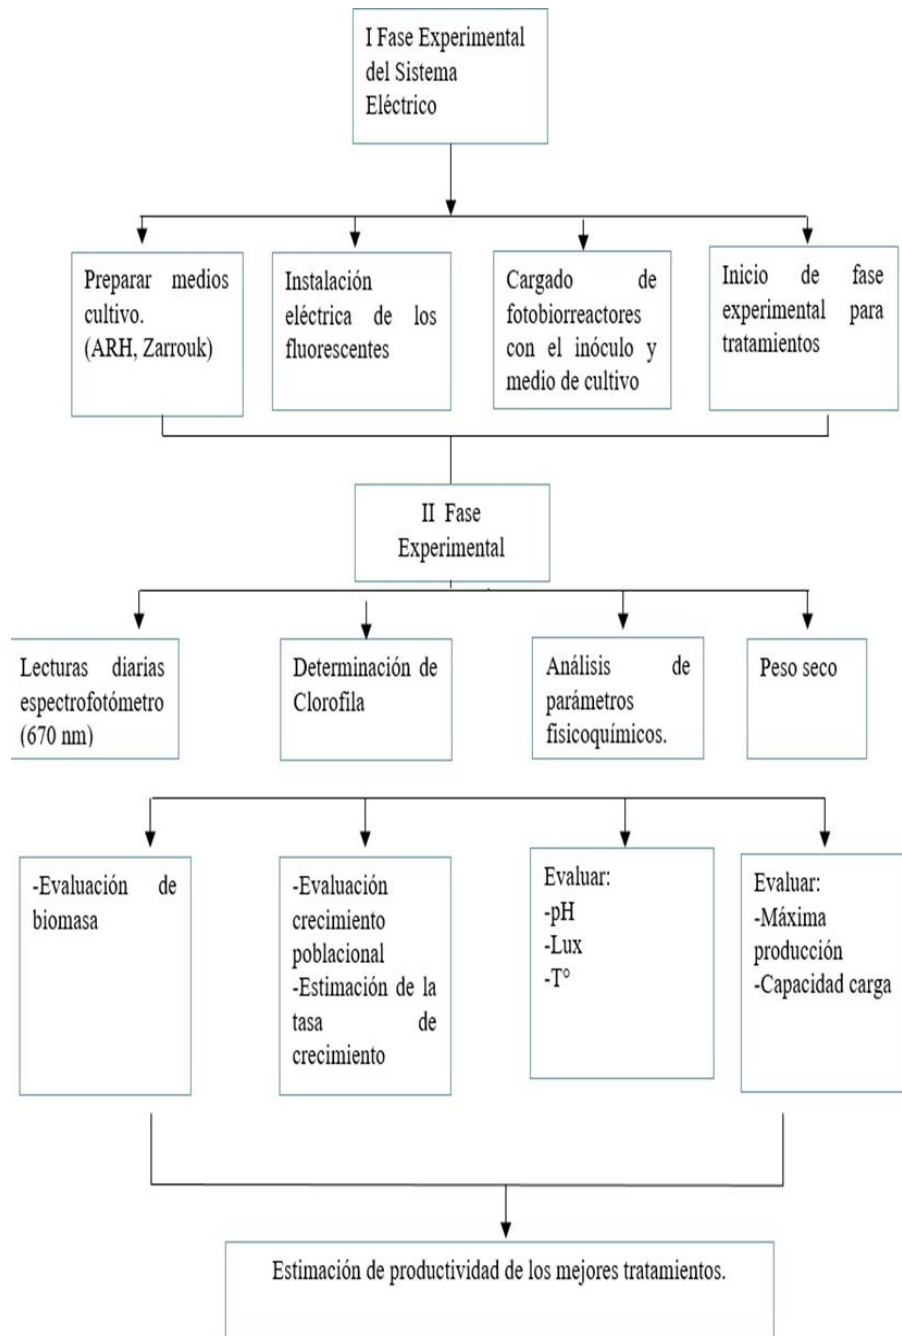 I Fase Experimental
del Sistema
Eléctrico
Preparar medios
cultivo.
(ARH, Zarrouk)
Instalación
eléctrica de los
fluorescentes
Cargado de
fotobiorreactores
con el inóculo y
medio de cultivo
Inicio de fase
experimental para
tratamientos
II Fase
Experimental
Lecturas diarias
espectrofotómetro
(670 nm)
Determinación de
Clorofila
Análisis de
parámetros
fisicoquímicos.
Peso seco
-Evaluación de
biomasa
-Evaluación
crecimiento
poblacional
-Estimación de la
tasa de
crecimiento
Evaluar:
-pH
-Lux
-T°
Evaluar:
-Máxima
producción
-Capacidad carga
Estimación de productividad de los mejores tratamientos.